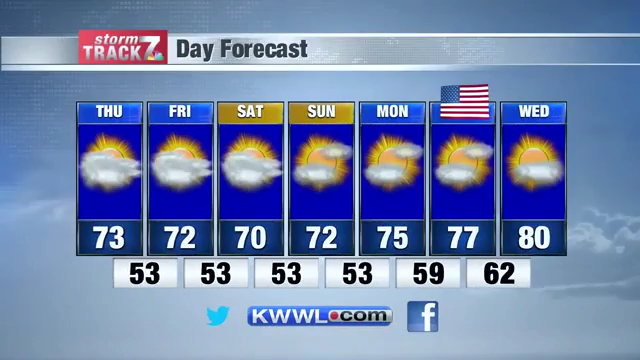 storm
TRACK 7 Day Forecast
THU FRI SAT SUN MON WED
73 72 70 72 75 77 80
53 53 53 53 59 62
KWWL.com f